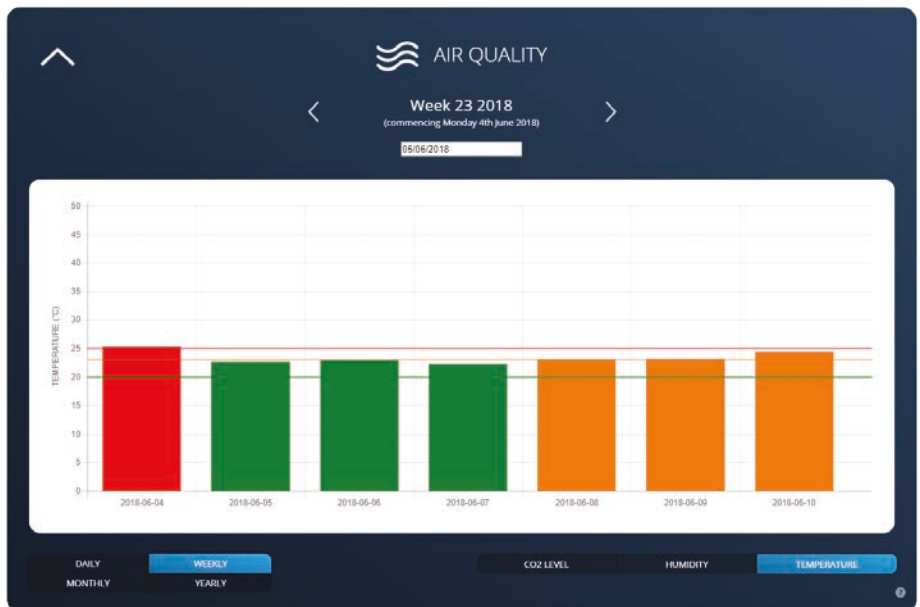 AIR QUALITY
Week 23 2018
(commencing Monday 4th June 2018)
05/06/2018
50
45
40
35
30
25
20
15
10
5
0
TEMPERATURE (°C)
2018-06-04 2018-06-05 2018-06-06 2018-06-07 2018-06-08 2018-06-09 2018-06-10
DAILY WEEKLY CO2 LEVEL HUMIDITY TEMPERATURE
MONTHLY YEARLY
?